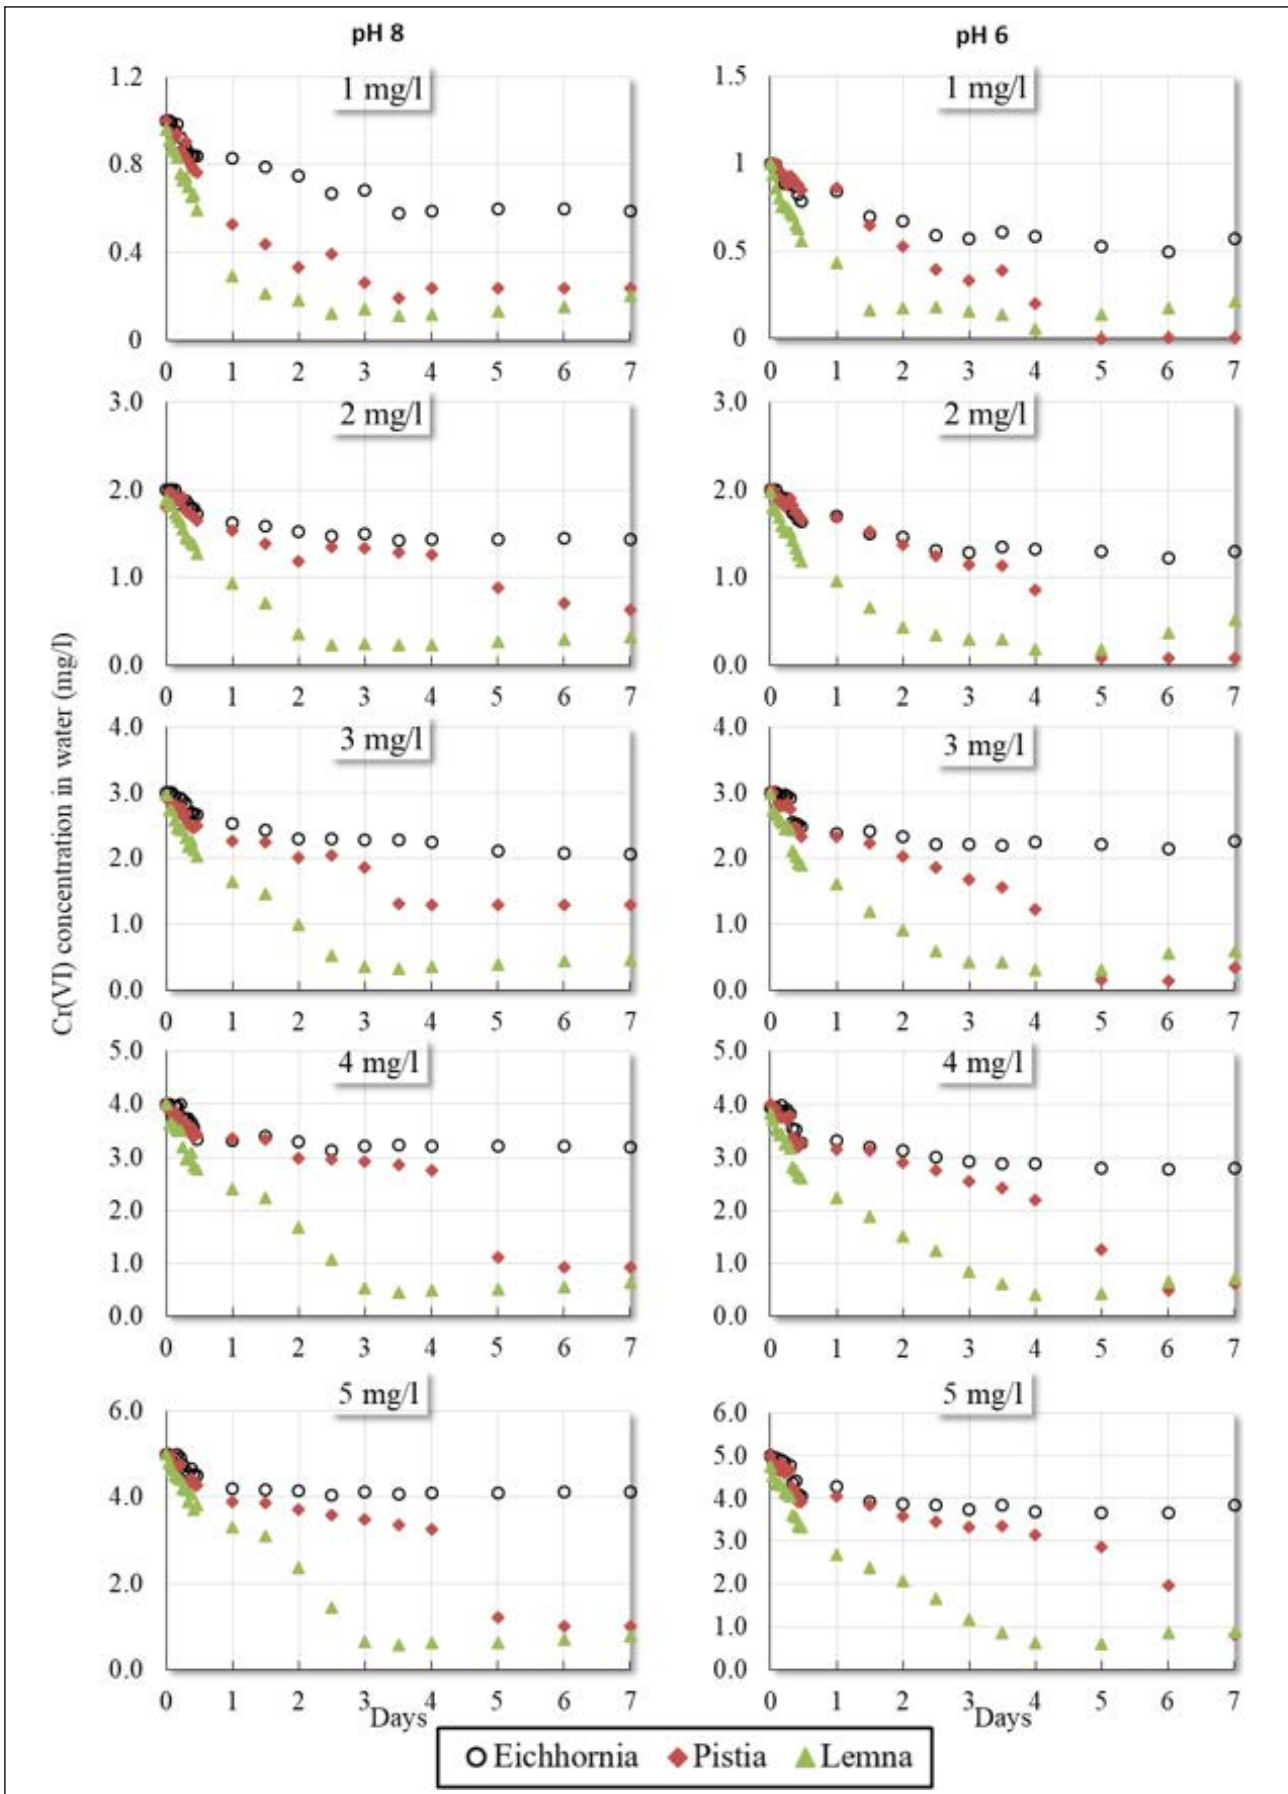 pH 8
pH 6
1 mg/l
1.2
0.8
0.4
0
0 1 2 3 4 5 6 7
1 mg/l
1.5
1
0.5
0
0 1 2 3 4 5 6 7
2 mg/l
3.0
2.0
1.0
0.0
0 1 2 3 4 5 6 7
2 mg/l
3.0
2.0
1.0
0.0
0 1 2 3 4 5 6 7
3 mg/l
4.0
3.0
2.0
1.0
0.0
0 1 2 3 4 5 6 7
3 mg/l
4.0
3.0
2.0
1.0
0.0
0 1 2 3 4 5 6 7
4 mg/l
5.0
4.0
3.0
2.0
1.0
0.0
0 1 2 3 4 5 6 7
4 mg/l
5.0
4.0
3.0
2.0
1.0
0.0
0 1 2 3 4 5 6 7
5 mg/l
6.0
4.0
2.0
0.0
0 1 2 3 4 5 6 7
5 mg/l
6.0
5.0
4.0
3.0
2.0
1.0
0.0
0 1 2 3 4 5 6 7
Cr(VI) concentration in water (mg/l)
Days
Days
Eichhornia Pistia Lemna